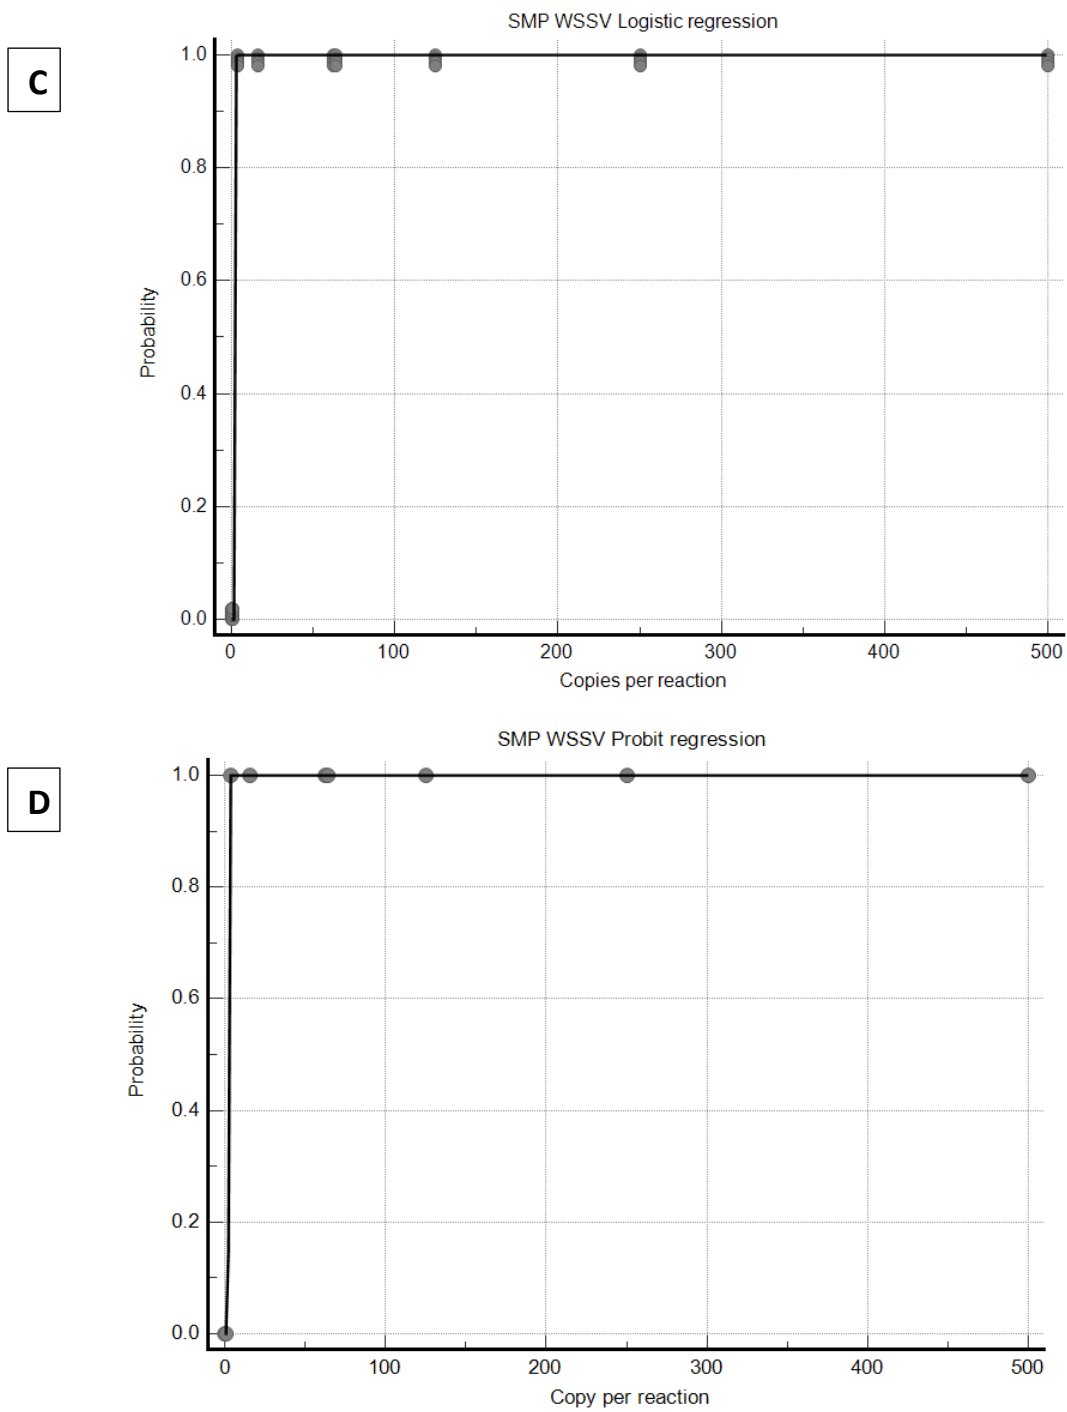 SMP WSSV Logistic regression
C
1.0
0.8
0.6
0.4
0.2
0.0
Probability
0 100 200 300 400 500
Copies per reaction
SMP WSSV Probit regression
D
1.0
0.8
0.6
0.4
0.2
0.0
Probability
0 100 200 300 400 500
Copy per reaction